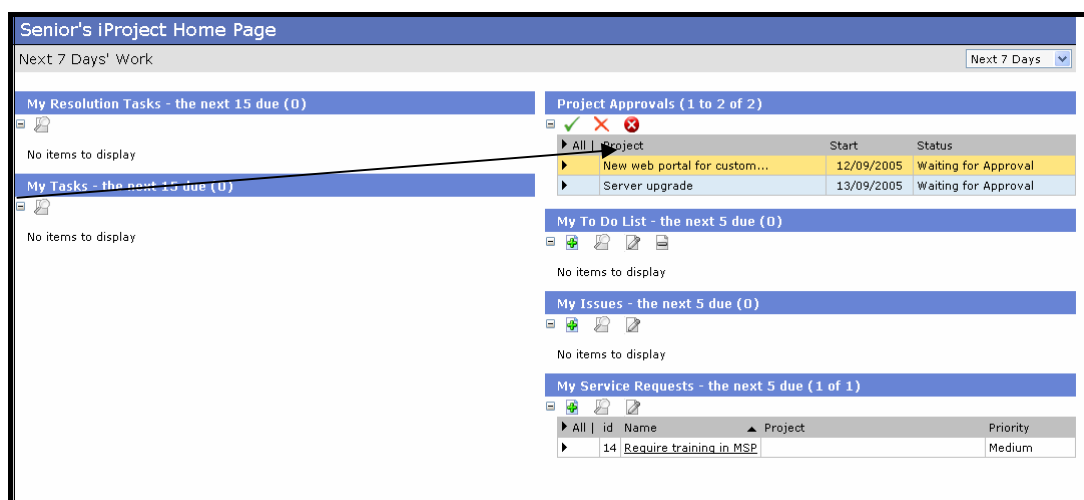 Senior's iProject Home Page
Next 7 Days' Work
Next 7 Days
My Resolution Tasks - the next 15 due (0)
No items to display
My Tasks - the next 15 due (0)
No items to display
Project Approvals (1 to 2 of 2)
All | Project Start Status
New web portal for custom... 12/09/2005 Waiting for Approval
Server upgrade 13/09/2005 Waiting for Approval
My To Do List - the next 5 due (0)
No items to display
My Issues - the next 5 due (0)
No items to display
My Service Requests - the next 5 due (1 of 1)
All | id Name Project Priority
14 Require training in MSP Medium